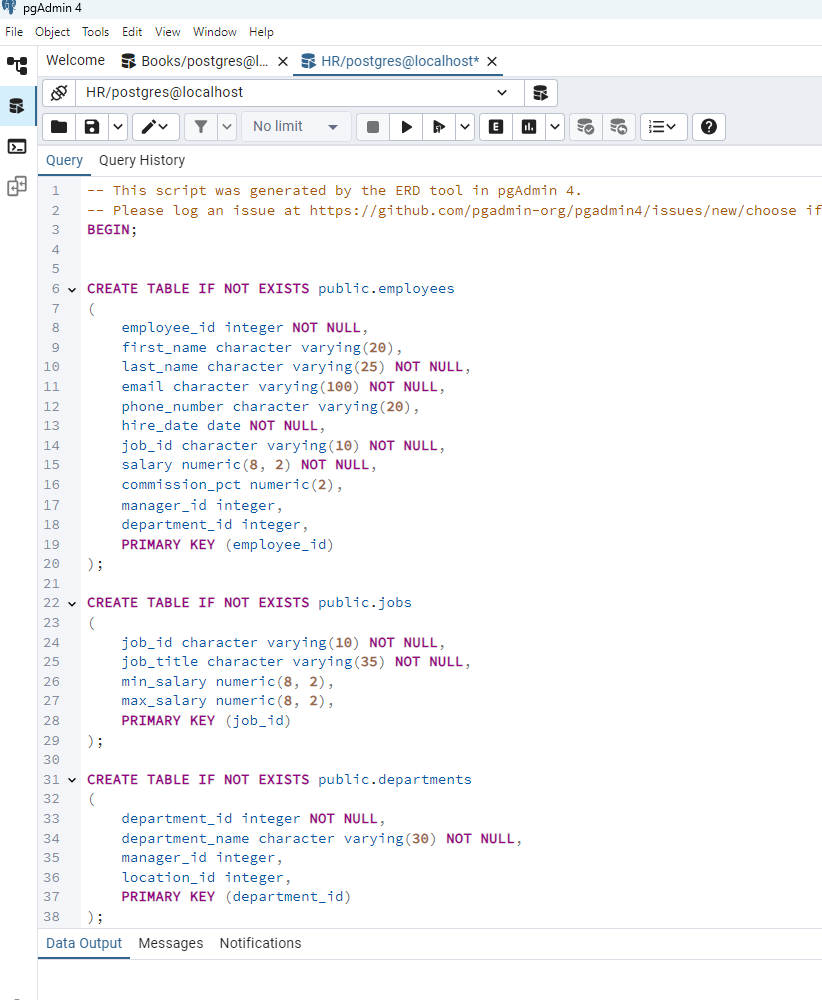 pgAdmin 4
File Object Tools Edit View Window Help
Welcome Books/postgres@l... HR/postgres@localhost*
HR/postgres@localhost
No limit
E
Query Query History
1 -- This script was generated by the ERD tool in pgAdmin 4.
2 -- Please log an issue at https://github.com/pgadmin-org/pgadmin4/issues/new/choose if
3 BEGIN;
4
5
6 CREATE TABLE IF NOT EXISTS public.employees
7 (
8 employee_id integer NOT NULL,
9 first_name character varying(20),
10 last_name character varying(25) NOT NULL,
11 email character varying(100) NOT NULL,
12 phone_number character varying(20),
13 hire_date date NOT NULL,
14 job_id character varying(10) NOT NULL,
15 salary numeric(8, 2) NOT NULL,
16 commission_pct numeric(2),
17 manager_id integer,
18 department_id integer,
19 PRIMARY KEY (employee_id)
20 );
21
22 CREATE TABLE IF NOT EXISTS public.jobs
23 (
24 job_id character varying(10) NOT NULL,
25 job_title character varying(35) NOT NULL,
26 min_salary numeric(8, 2),
27 max_salary numeric(8, 2),
28 PRIMARY KEY (job_id)
29 );
30
31 CREATE TABLE IF NOT EXISTS public.departments
32 (
33 department_id integer NOT NULL,
34 department_name character varying(30) NOT NULL,
35 manager_id integer,
36 location_id integer,
37 PRIMARY KEY (department_id)
38 );
Data Output Messages Notifications